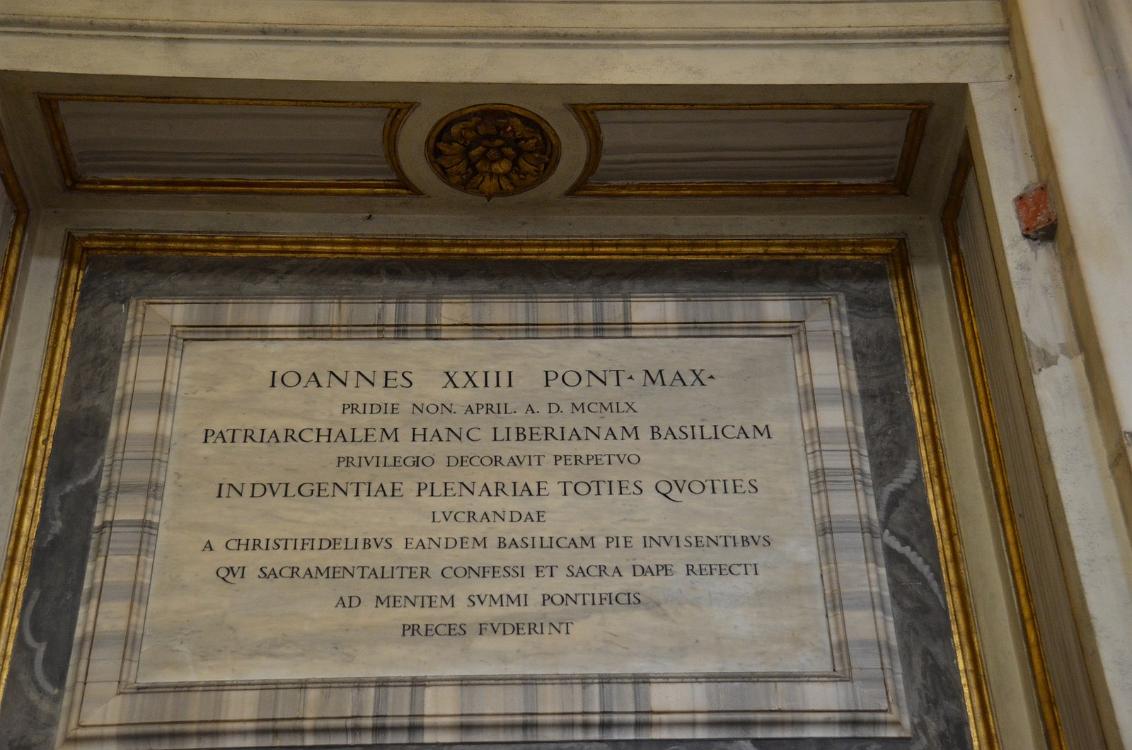 IOANNES XXIII PONT· MAX·
PRIDIE NON. APRIL. A. D. MCMLX
PATRIARCHALEM HANC LIBERIANAM BASILICAM
PRIVILEGIO DECORAVIT PERPETVO
INDVLGENTIAE PLENARIAE TOTIES QVOTIES
LVCRANDAE
A CHRISTIFIDELIBVS EANDEM BASILICAM PIE INVISENTIBVS
QVI SACRAMENTALITER CONFESSI ET SACRA DAPE REFECTI
AD MENTEM SVMMI PONTIFICIS
PRECES FVDERINT